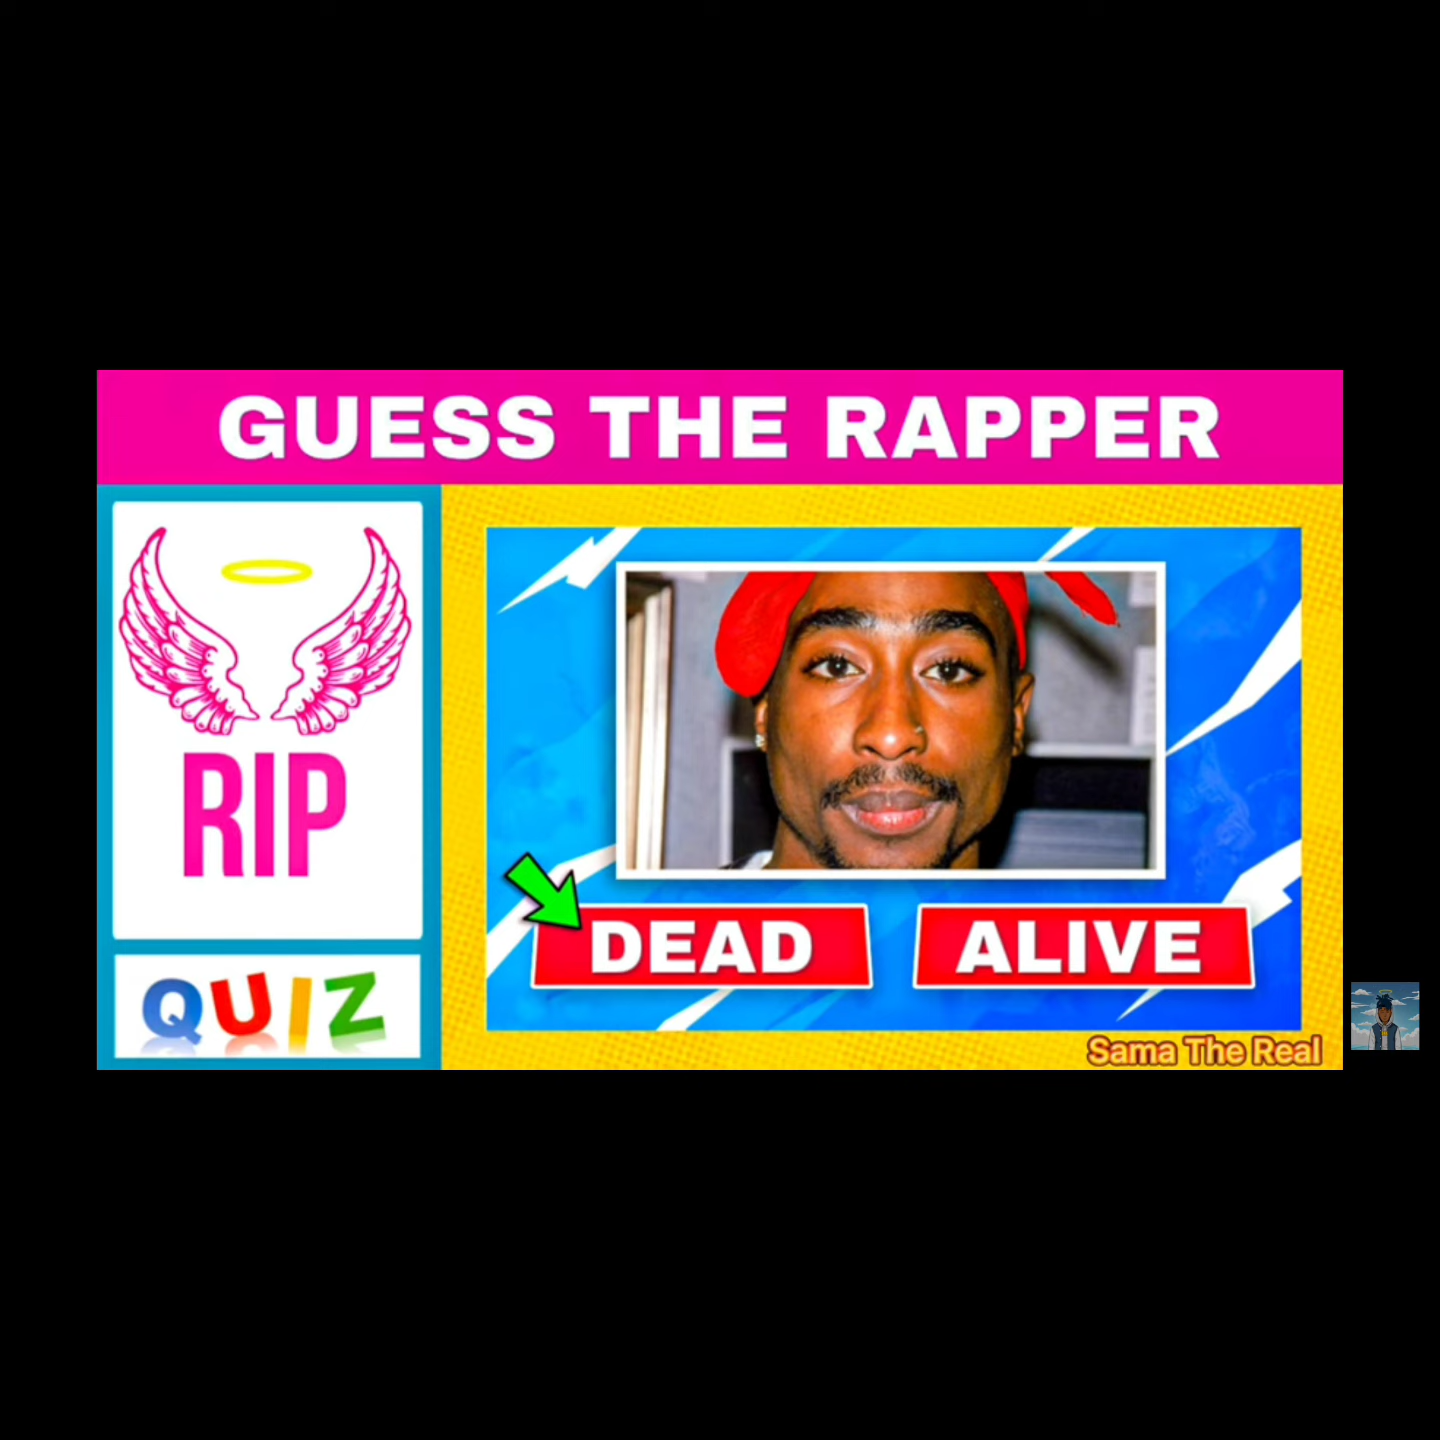 GUESS THE RAPPER
RIP
QUIZ
DEAD
ALIVE
Sama The Real